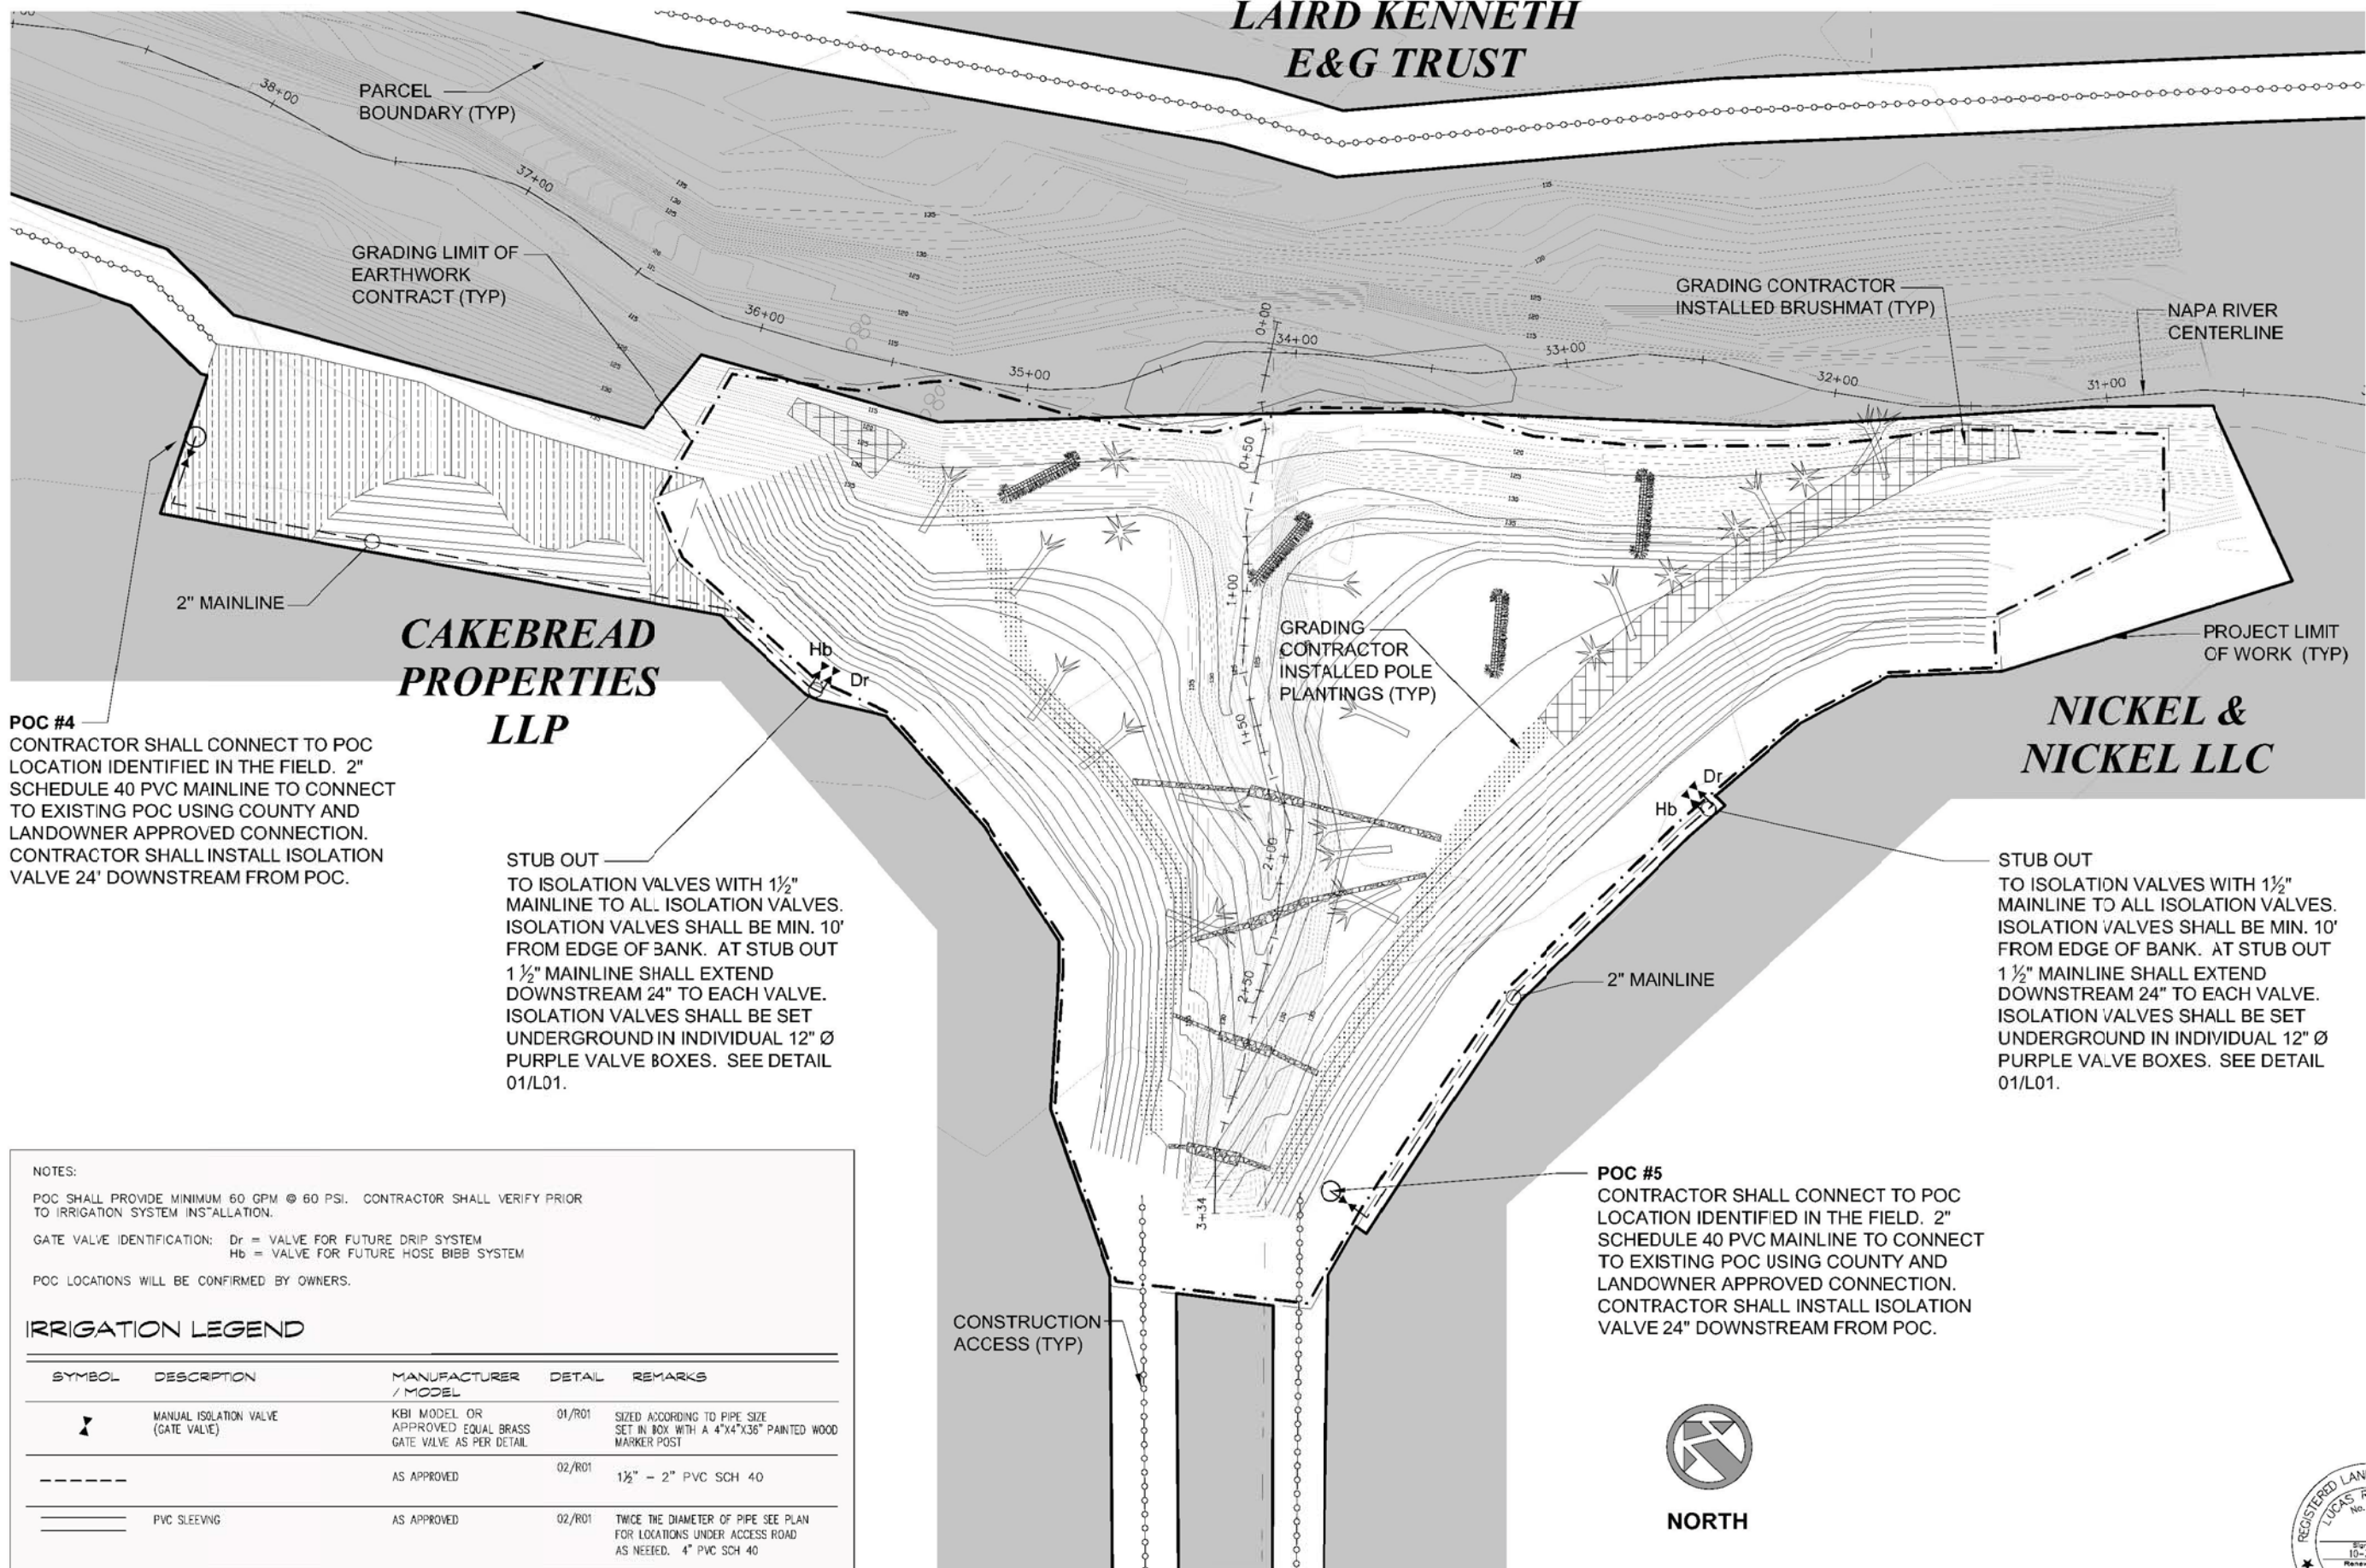 LAIRD KENNETH
E&G TRUST
PARCEL
BOUNDARY (TYP)
38+00
37+00
GRADING LIMIT OF
EARTHWORK
CONTRACT (TYP)
36+00
35+00
34+00
33+00
32+00
31+00
0+00
0+50
1+00
1+50
2+00
2+50
3+34
GRADING CONTRACTOR
INSTALLED BRUSHMAT (TYP)
NAPA RIVER
CENTERLINE
2" MAINLINE
CAKEBREAD
PROPERTIES
LLP
Hb
Dr
GRADING
CONTRACTOR
INSTALLED POLE
PLANTINGS (TYP)
PROJECT LIMIT
OF WORK (TYP)
NICKEL &
NICKEL LLC
Dr
Hb
POC #4
CONTRACTOR SHALL CONNECT TO POC
LOCATION IDENTIFIED IN THE FIELD. 2"
SCHEDULE 40 PVC MAINLINE TO CONNECT
TO EXISTING POC USING COUNTY AND
LANDOWNER APPROVED CONNECTION.
CONTRACTOR SHALL INSTALL ISOLATION
VALVE 24' DOWNSTREAM FROM POC.
STUB OUT
TO ISOLATION VALVES WITH 1½"
MAINLINE TO ALL ISOLATION VALVES.
ISOLATION VALVES SHALL BE MIN. 10'
FROM EDGE OF BANK. AT STUB OUT
1 ½" MAINLINE SHALL EXTEND
DOWNSTREAM 24" TO EACH VALVE.
ISOLATION VALVES SHALL BE SET
UNDERGROUND IN INDIVIDUAL 12" Ø
PURPLE VALVE BOXES. SEE DETAIL
01/L01.
STUB OUT
TO ISOLATION VALVES WITH 1½"
MAINLINE TO ALL ISOLATION VALVES.
ISOLATION VALVES SHALL BE MIN. 10'
FROM EDGE OF BANK. AT STUB OUT
1 ½" MAINLINE SHALL EXTEND
DOWNSTREAM 24" TO EACH VALVE.
ISOLATION VALVES SHALL BE SET
UNDERGROUND IN INDIVIDUAL 12" Ø
PURPLE VALVE BOXES. SEE DETAIL
01/L01.
2" MAINLINE
POC #5
CONTRACTOR SHALL CONNECT TO POC
LOCATION IDENTIFIED IN THE FIELD. 2"
SCHEDULE 40 PVC MAINLINE TO CONNECT
TO EXISTING POC USING COUNTY AND
LANDOWNER APPROVED CONNECTION.
CONTRACTOR SHALL INSTALL ISOLATION
VALVE 24" DOWNSTREAM FROM POC.
CONSTRUCTION
ACCESS (TYP)
NOTES:
POC SHALL PROVIDE MINIMUM 60 GPM @ 60 PSI. CONTRACTOR SHALL VERIFY PRIOR
TO IRRIGATION SYSTEM INSTALLATION.
GATE VALVE IDENTIFICATION: Dr = VALVE FOR FUTURE DRIP SYSTEM
Hb = VALVE FOR FUTURE HOSE BIBB SYSTEM
POC LOCATIONS WILL BE CONFIRMED BY OWNERS.
IRRIGATION LEGEND
SYMBOL DESCRIPTION MANUFACTURER / MODEL DETAIL REMARKS
MANUAL ISOLATION VALVE
(GATE VALVE)
KBI MODEL OR
APPROVED EQUAL BRASS
GATE VALVE AS PER DETAIL
01/R01
SIZED ACCORDING TO PIPE SIZE
SET IN BOX WITH A 4"X4"X36" PAINTED WOOD
MARKER POST
AS APPROVED 02/R01 1½" – 2" PVC SCH 40
PVC SLEEVNG AS APPROVED 02/R01 TWICE THE DIAMETER OF PIPE SEE PLAN
FOR LOCATIONS UNDER ACCESS ROAD
AS NEEDED. 4" PVC SCH 40
NORTH
REGISTERED LAN
LUCAS
No.